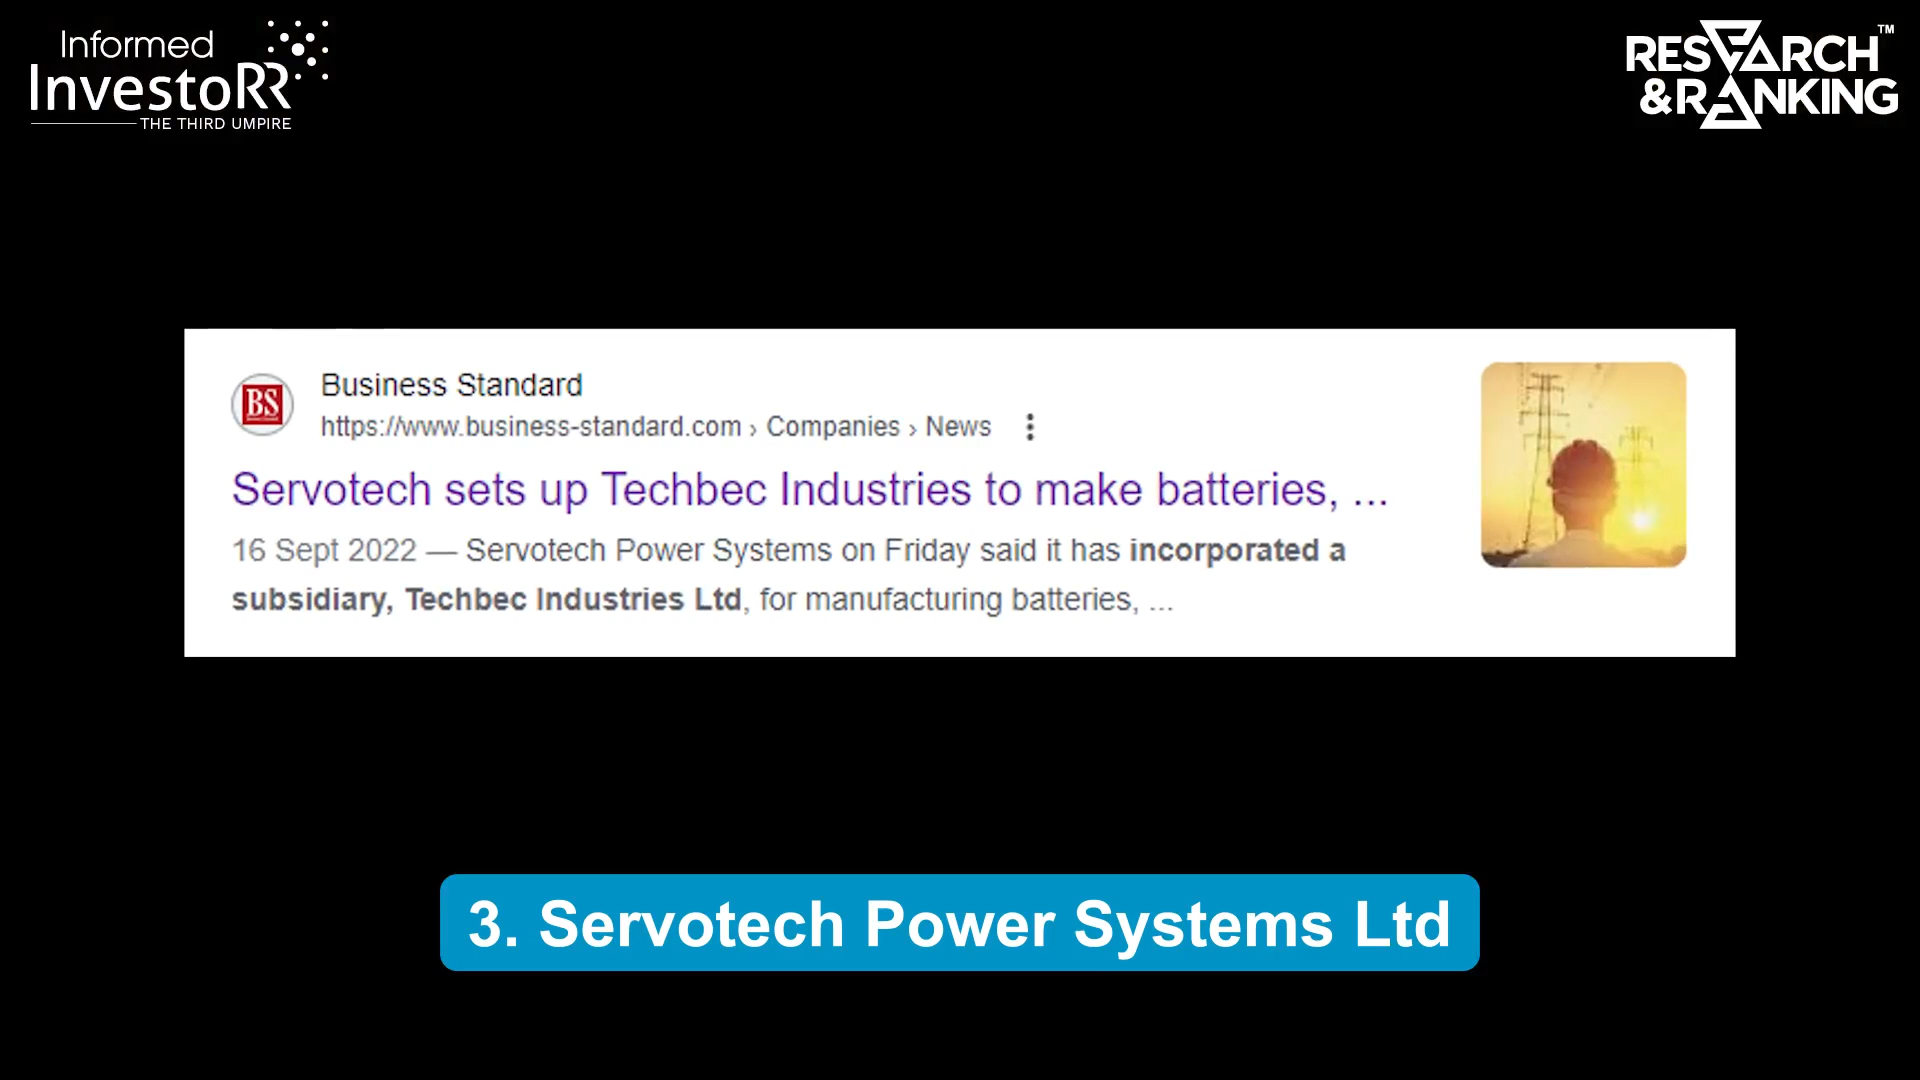 Informed
InvestoRR
THE THIRD UMPIRE
RESEARCH™
&RANKING
BS
Business Standard
https://www.business-standard.com › Companies › News
Servotech sets up Techbec Industries to make batteries, ...
16 Sept 2022 — Servotech Power Systems on Friday said it has incorporated a
subsidiary, Techbec Industries Ltd, for manufacturing batteries, ...
3. Servotech Power Systems Ltd